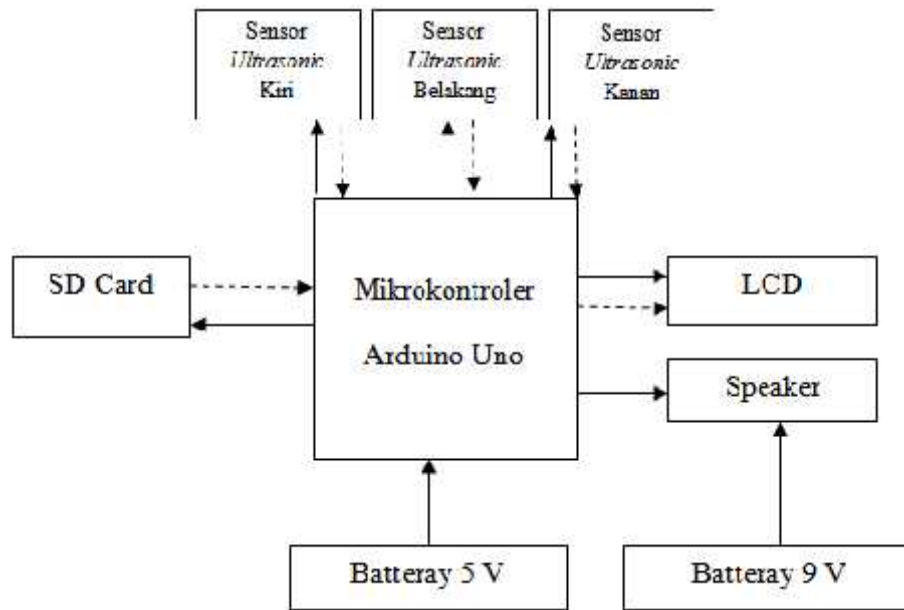 Sensor
Ultrasonic
Kiri
Sensor
Ultrasonic
Belakang
Sensor
Ultrasonic
Kanan
SD Card
Mikrokontroler
Arduino Uno
LCD
Speaker
Batteray 5 V
Batteray 9 V